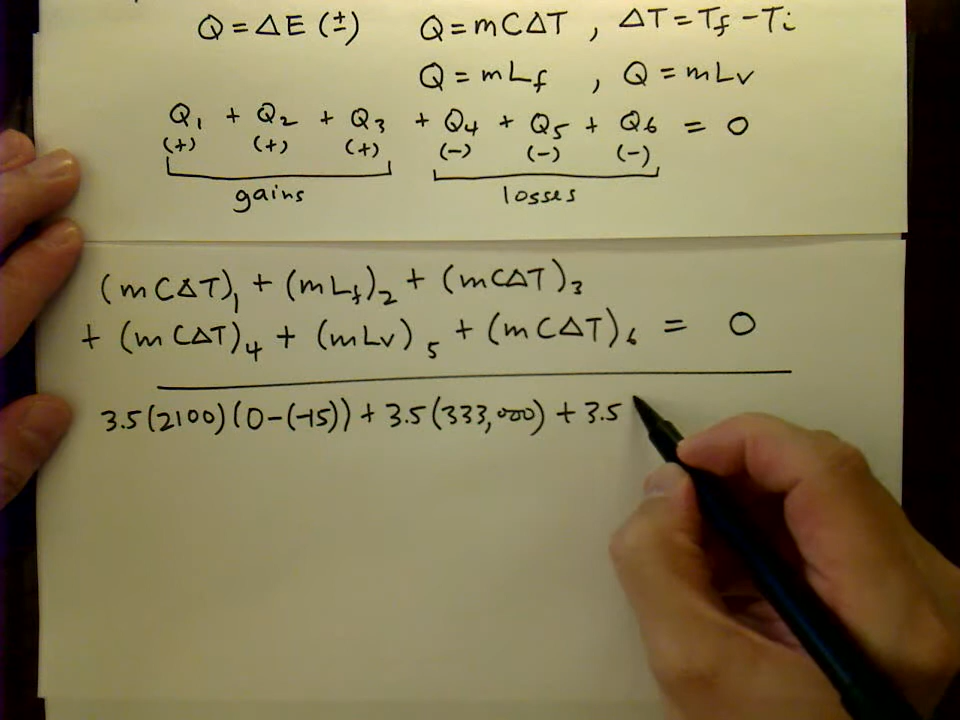 Q = ΔE (±) Q = mCΔT , ΔT = Tf − Ti
Q = mLf , Q = mLv
Q1 + Q2 + Q3 + Q4 + Q5 + Q6 = 0
(+) (+) (+) (−) (−) (−)
gains losses
(mCΔT)1 + (mLf)2 + (mCΔT)3
+ (mCΔT)4 + (mLv)5 + (mCΔT)6 = 0
3.5(2100)(0−(−15)) + 3.5(333,000) + 3.5